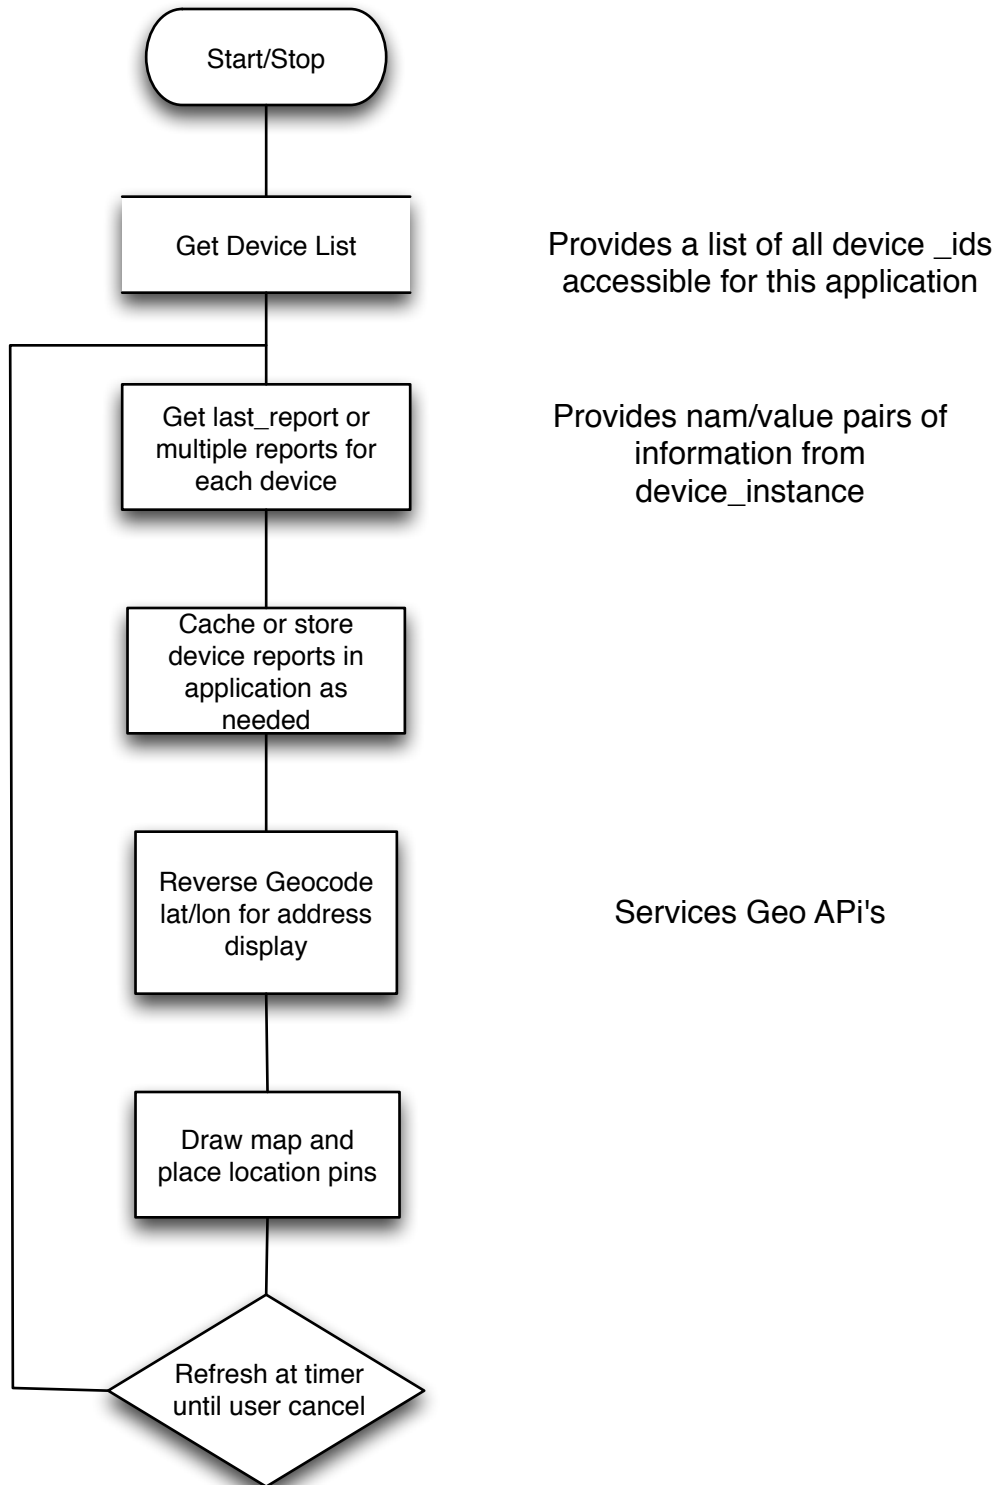 Start/Stop
Get Device List
Provides a list of all device _ids
accessible for this application
Get last_report or
multiple reports for
each device
Provides nam/value pairs of
information from
device_instance
Cache or store
device reports in
application as
needed
Reverse Geocode
lat/lon for address
display
Services Geo APi's
Draw map and
place location pins
Refresh at timer
until user cancel